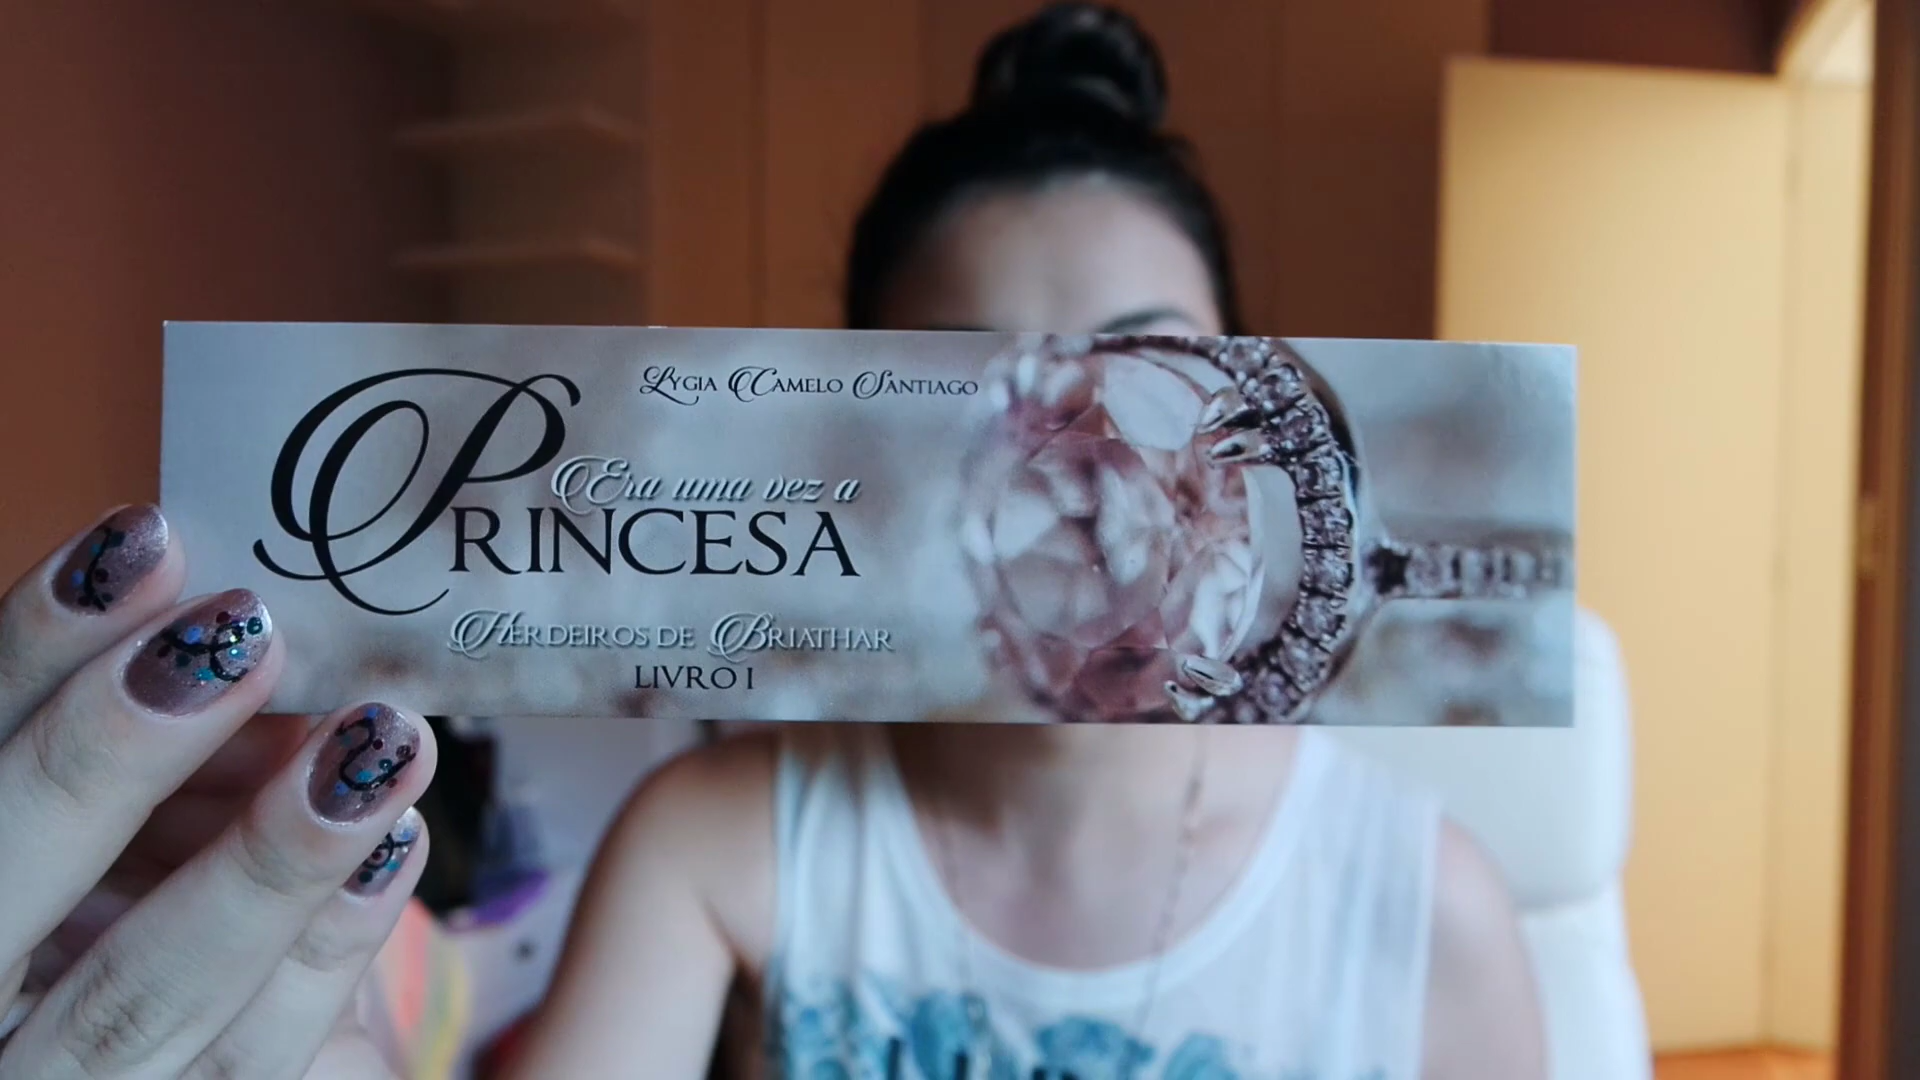 Lygia Camelo Santiago
Era uma vez a
Princesa
Herdeiros de Briathar
LIVRO I